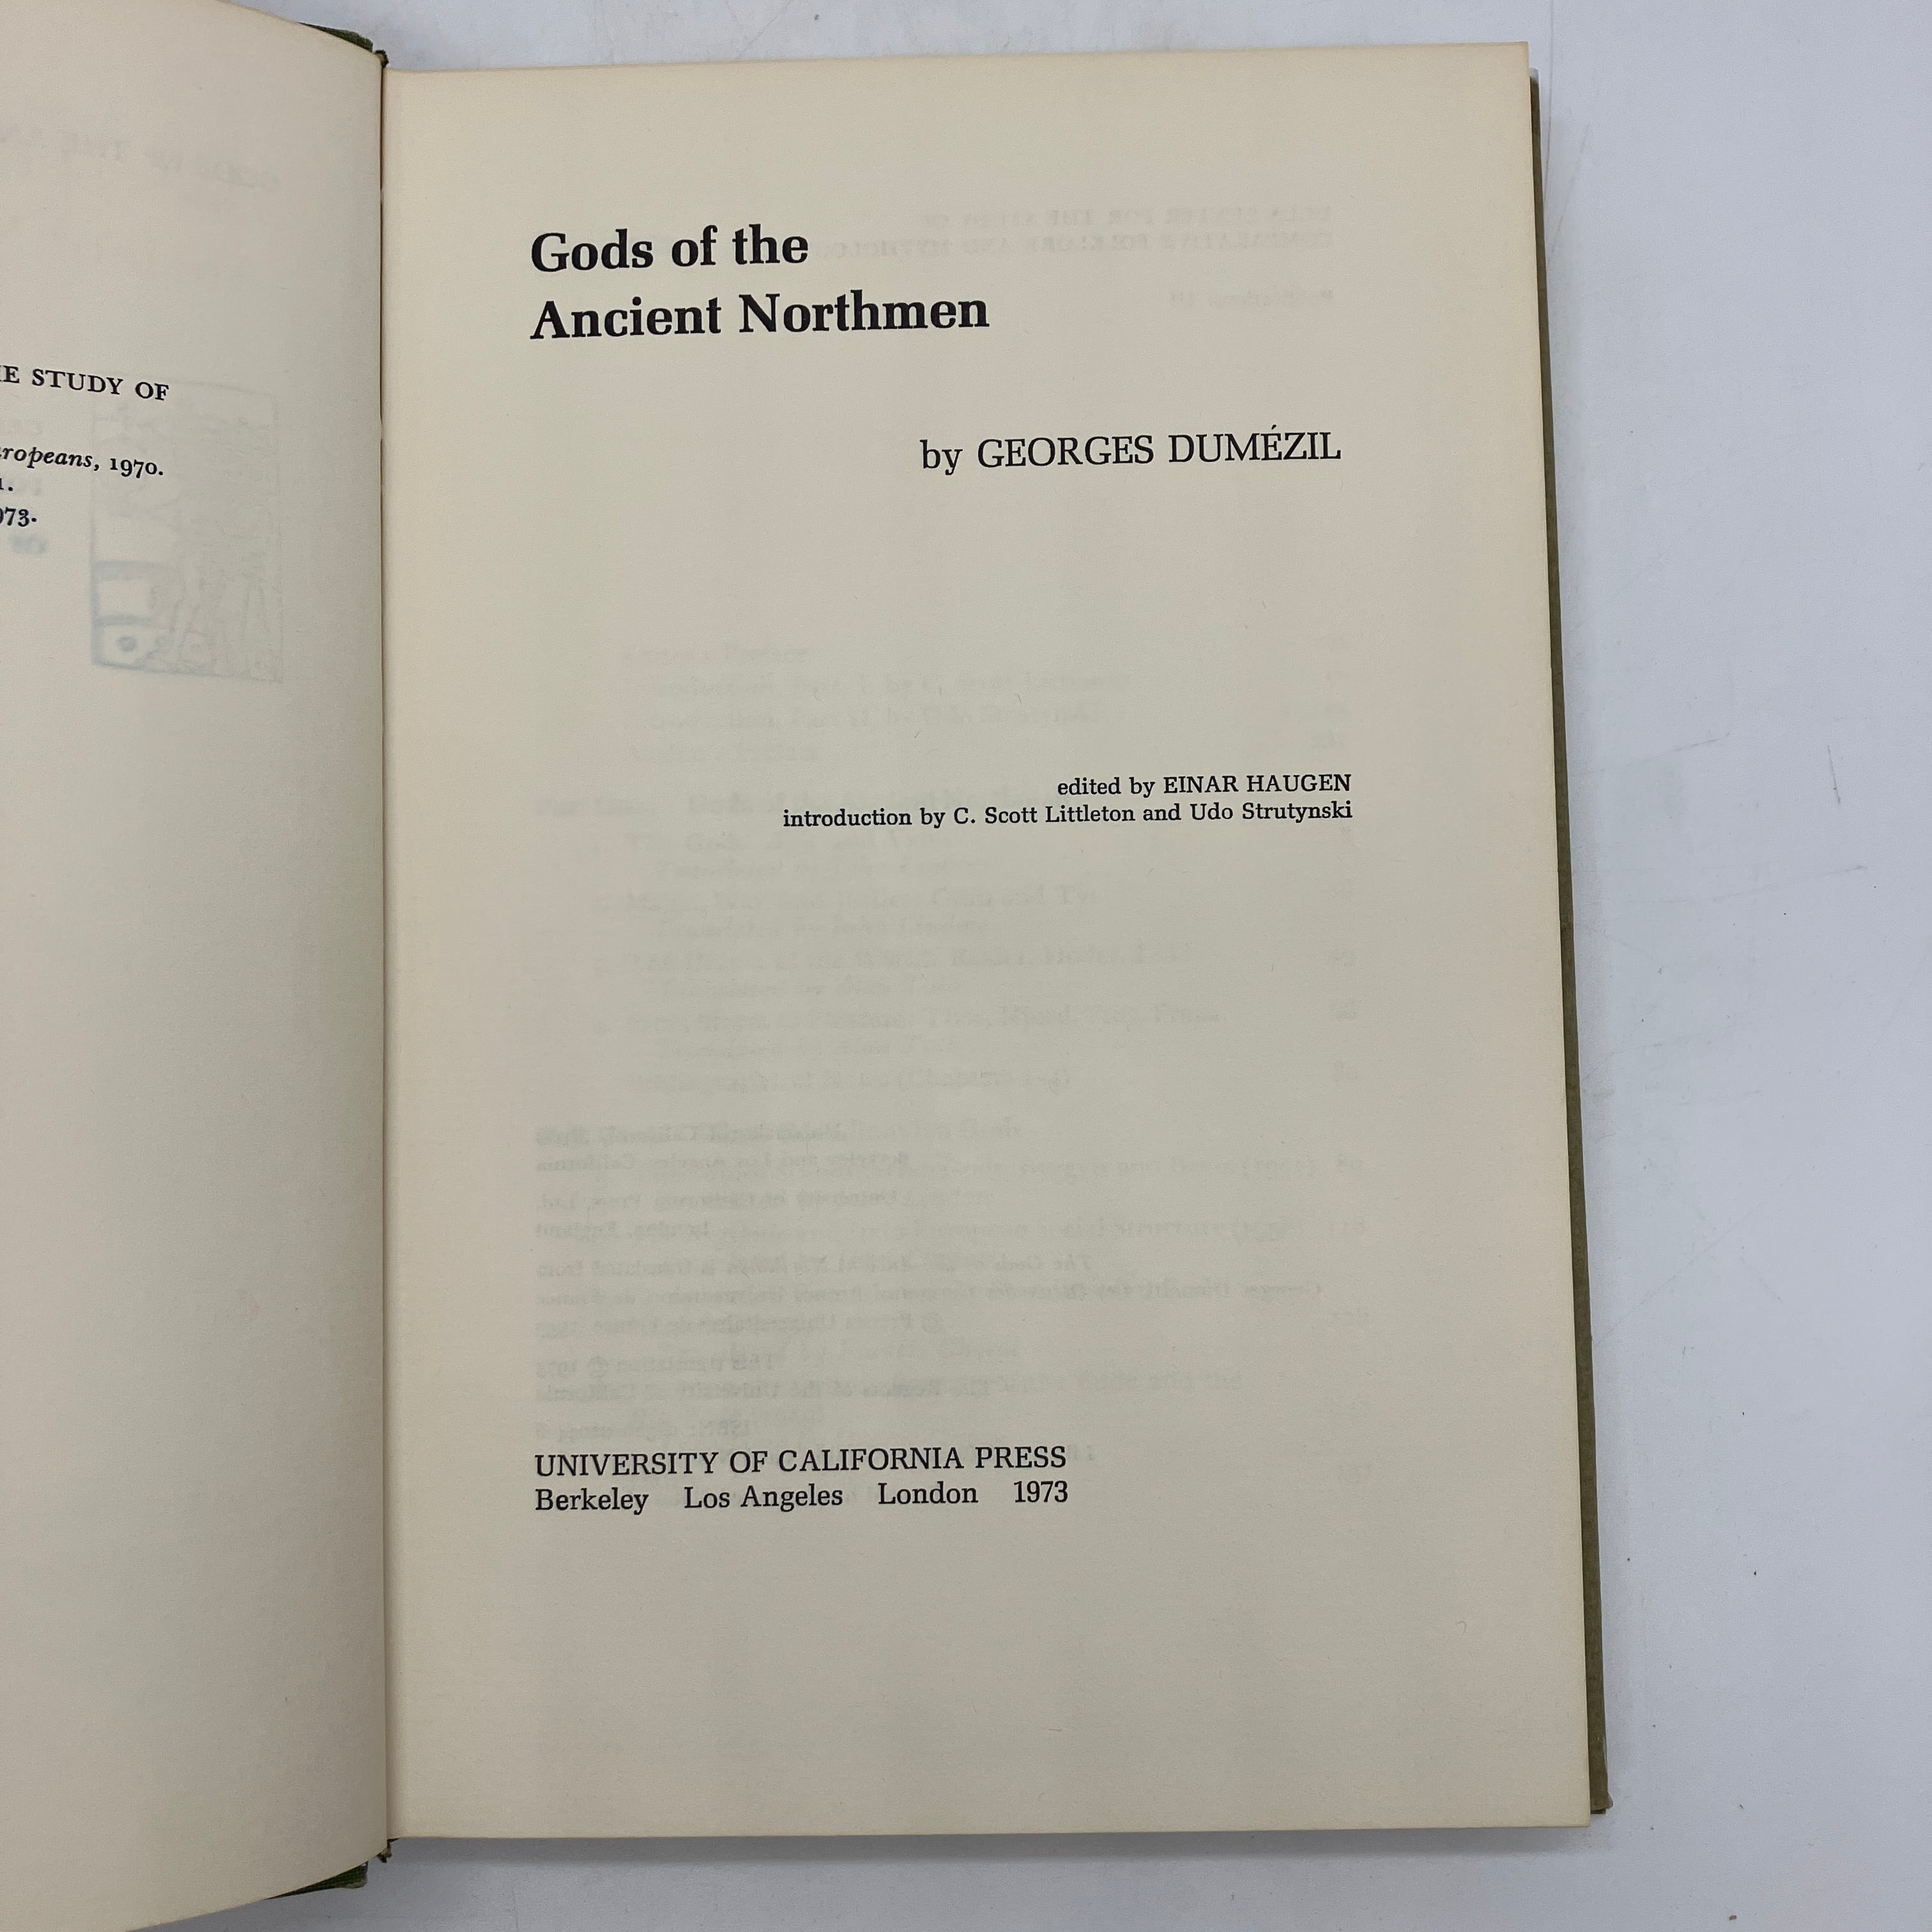 E STUDY OF
ropeans, 1970.
1.
973.
Gods of the
Ancient Northmen
by GEORGES DUMÉZIL
edited by EINAR HAUGEN
introduction by C. Scott Littleton and Udo Strutynski
UNIVERSITY OF CALIFORNIA PRESS
Berkeley Los Angeles London 1973